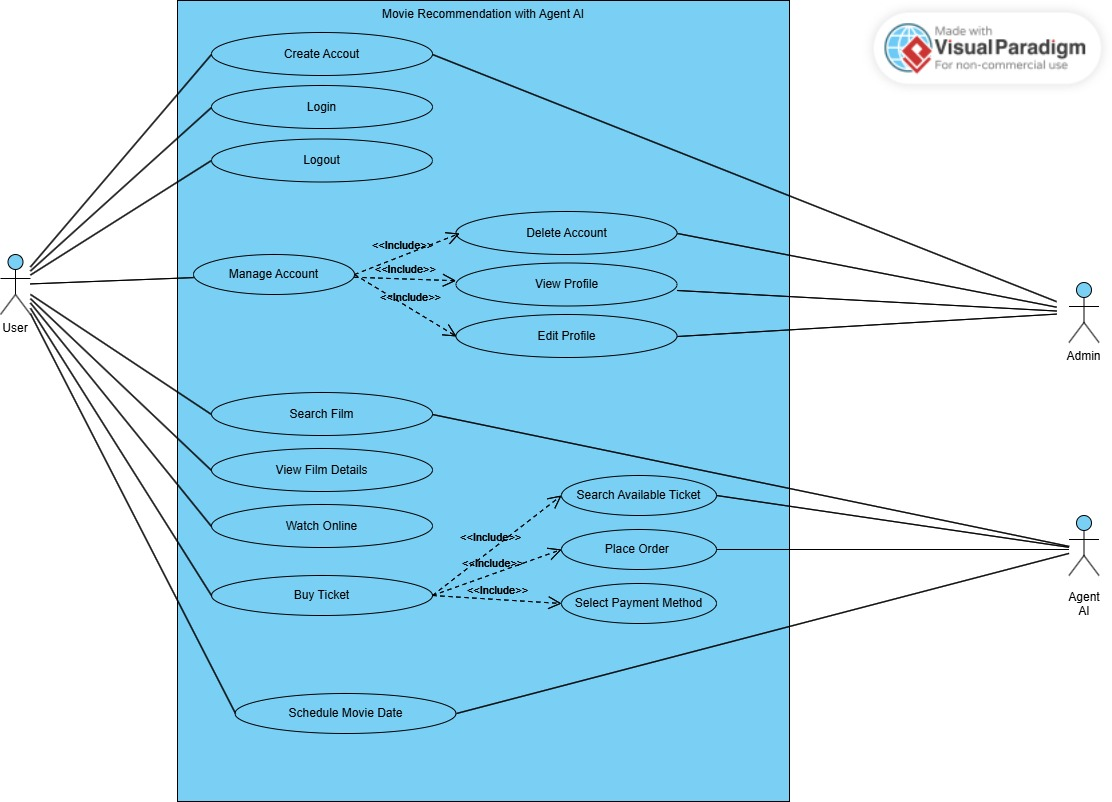 Movie Recommendation with Agent AI
Made with
VisualParadigm
For non-commercial use
Create Accout
Login
Logout
Delete Account
<<Include>>
Manage Account
<<Include>>
View Profile
<<Include>>
Edit Profile
User
Admin
Search Film
View Film Details
Search Available Ticket
Watch Online
<<Include>>
Place Order
<<Include>>
Buy Ticket
<<Include>>
Select Payment Method
Agent
AI
Schedule Movie Date